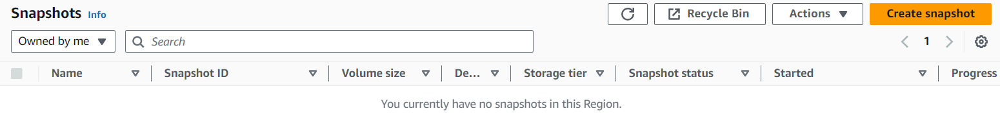 Snapshots Info Recycle Bin Actions Create snapshot
Owned by me Search 1
Name Snapshot ID Volume size De... Storage tier Snapshot status Started Progress
You currently have no snapshots in this Region.